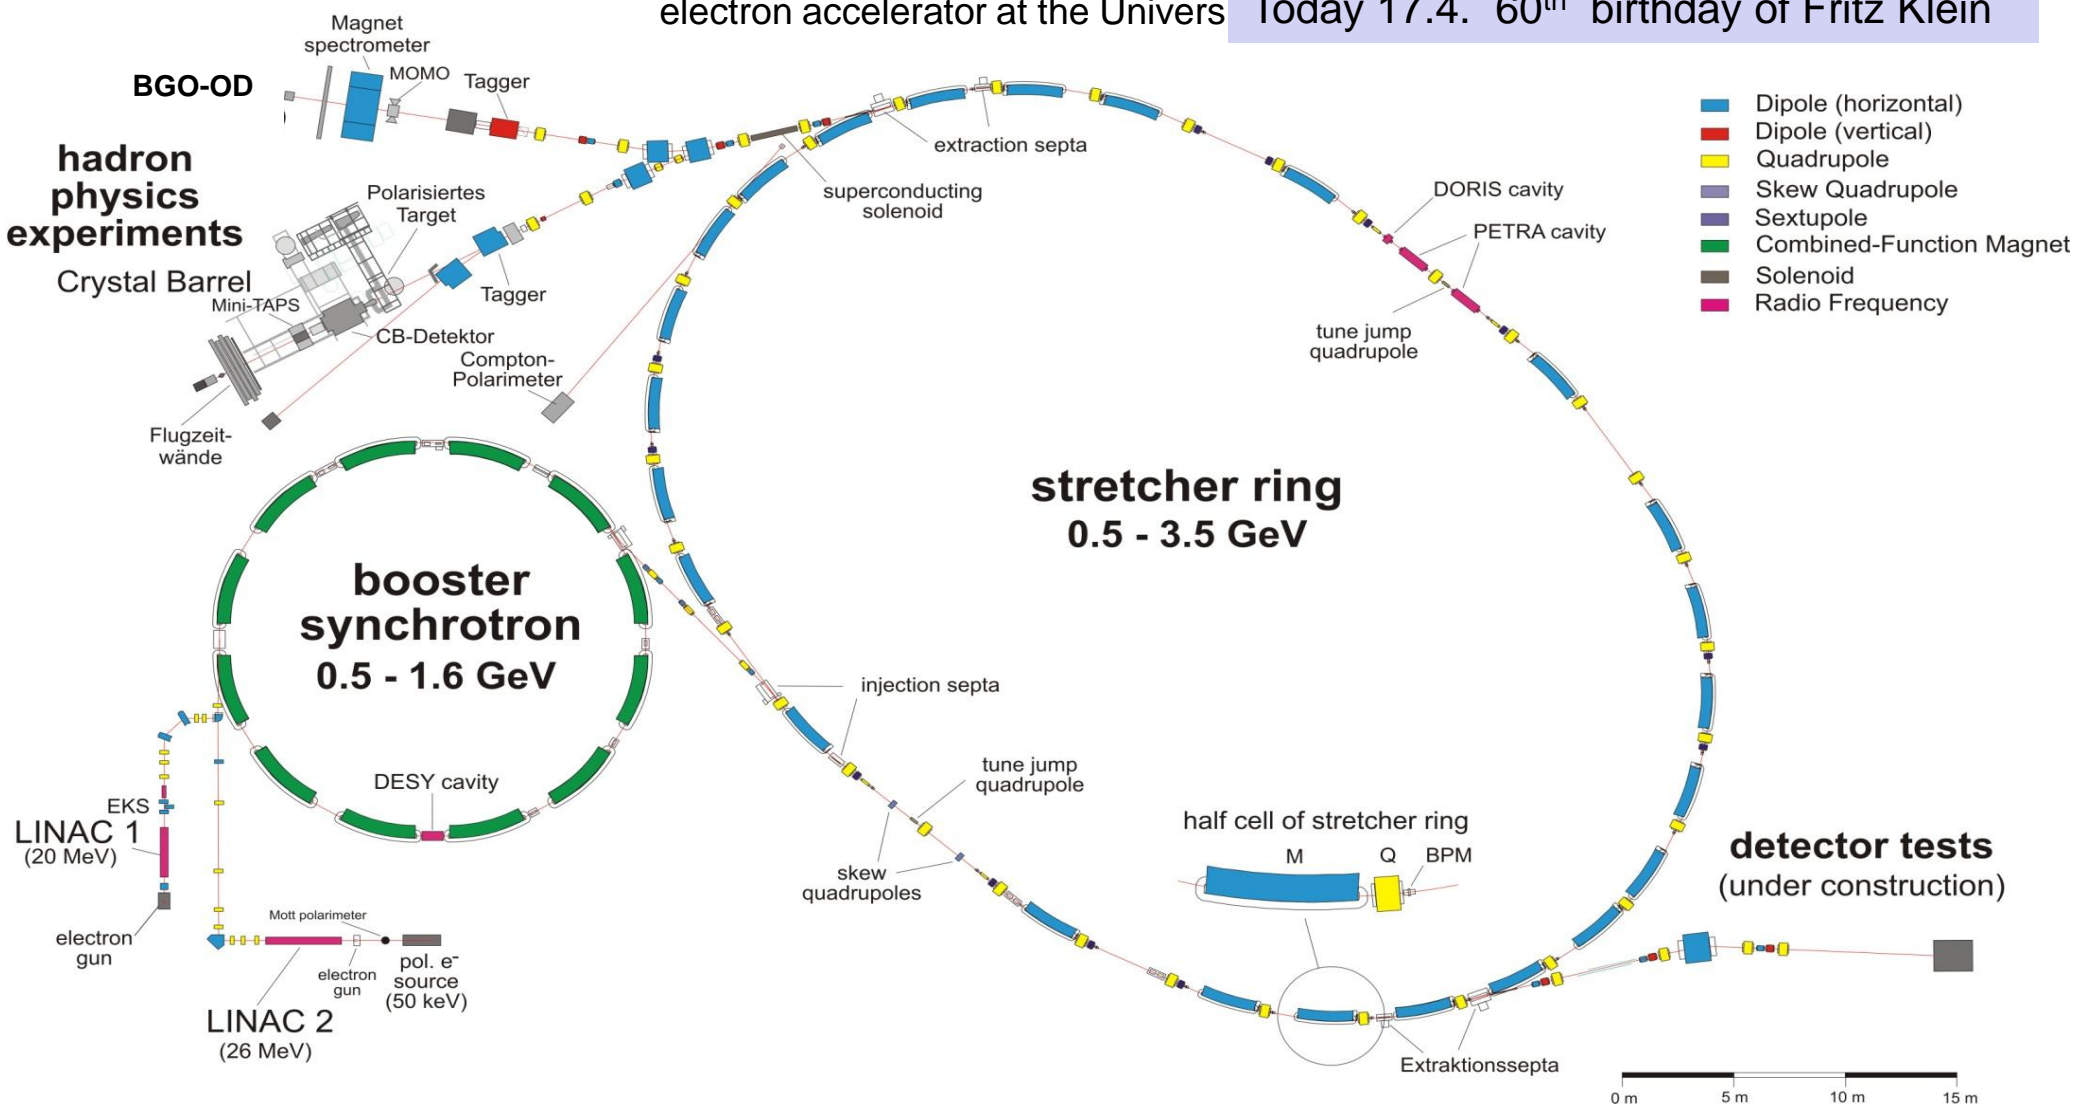 electron accelerator at the Univers
Today 17.4. 60th birthday of Fritz Klein
Magnet
spectrometer
MOMO
Tagger
BGO-OD
hadron
physics
experiments
Crystal Barrel
Polarisiertes
Target
Mini-TAPS
Tagger
CB-Detektor
Compton-
Polarimeter
Flugzeit-
wände
extraction septa
superconducting
solenoid
DORIS cavity
PETRA cavity
tune jump
quadrupole
Dipole (horizontal)
Dipole (vertical)
Quadrupole
Skew Quadrupole
Sextupole
Combined-Function Magnet
Solenoid
Radio Frequency
stretcher ring
0.5 - 3.5 GeV
booster
synchrotron
0.5 - 1.6 GeV
injection septa
DESY cavity
tune jump
quadrupole
skew
quadrupoles
EKS
LINAC 1
(20 MeV)
electron
gun
Mott polarimeter
electron
gun
pol. e-
source
(50 keV)
LINAC 2
(26 MeV)
half cell of stretcher ring
M
Q
BPM
detector tests
(under construction)
Extraktionssepta
0 m
5 m
10 m
15 m